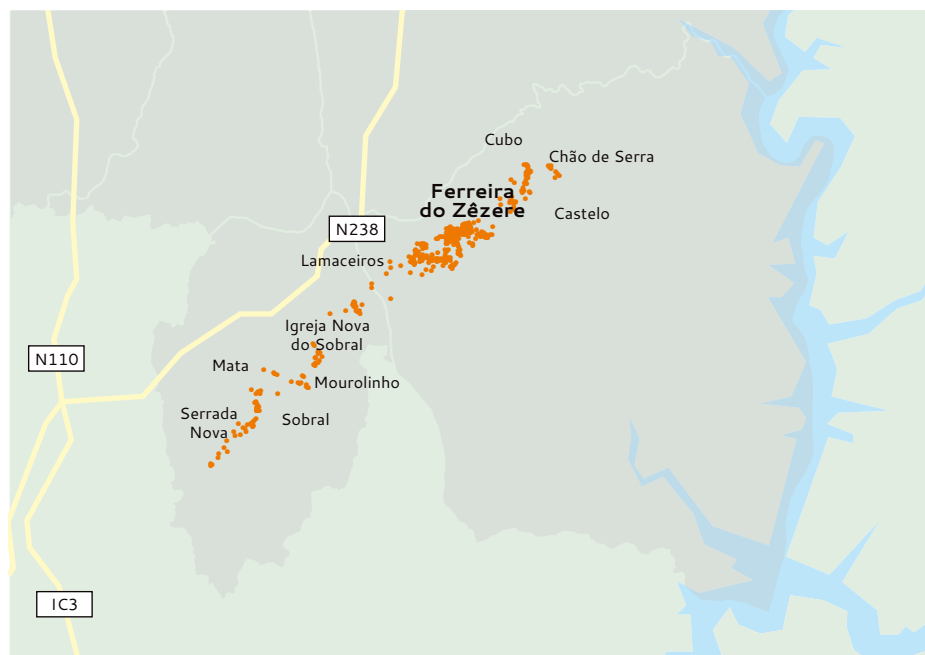 Cubo
Chão de Serra
Ferreira
do Zêzere
Castelo
N238
Lamaceiros
Igreja Nova
do Sobral
N110
Mata
Mourolinho
Serrada
Nova
Sobral
IC3